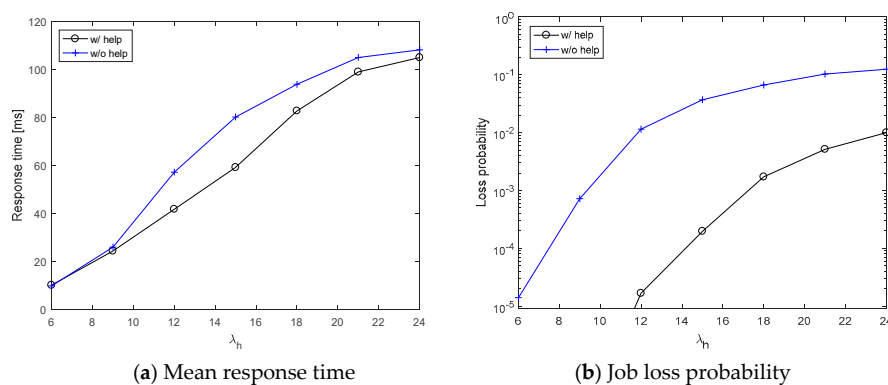 w/ help
w/o help
Response time [ms]
120
100
80
60
40
20
0
6 8 10 12 14 16 18 20 22 24
λh
(a) Mean response time
w/ help
w/o help
Loss probability
10^0
10^-1
10^-2
10^-3
10^-4
10^-5
6 8 10 12 14 16 18 20 22 24
λh
(b) Job loss probability